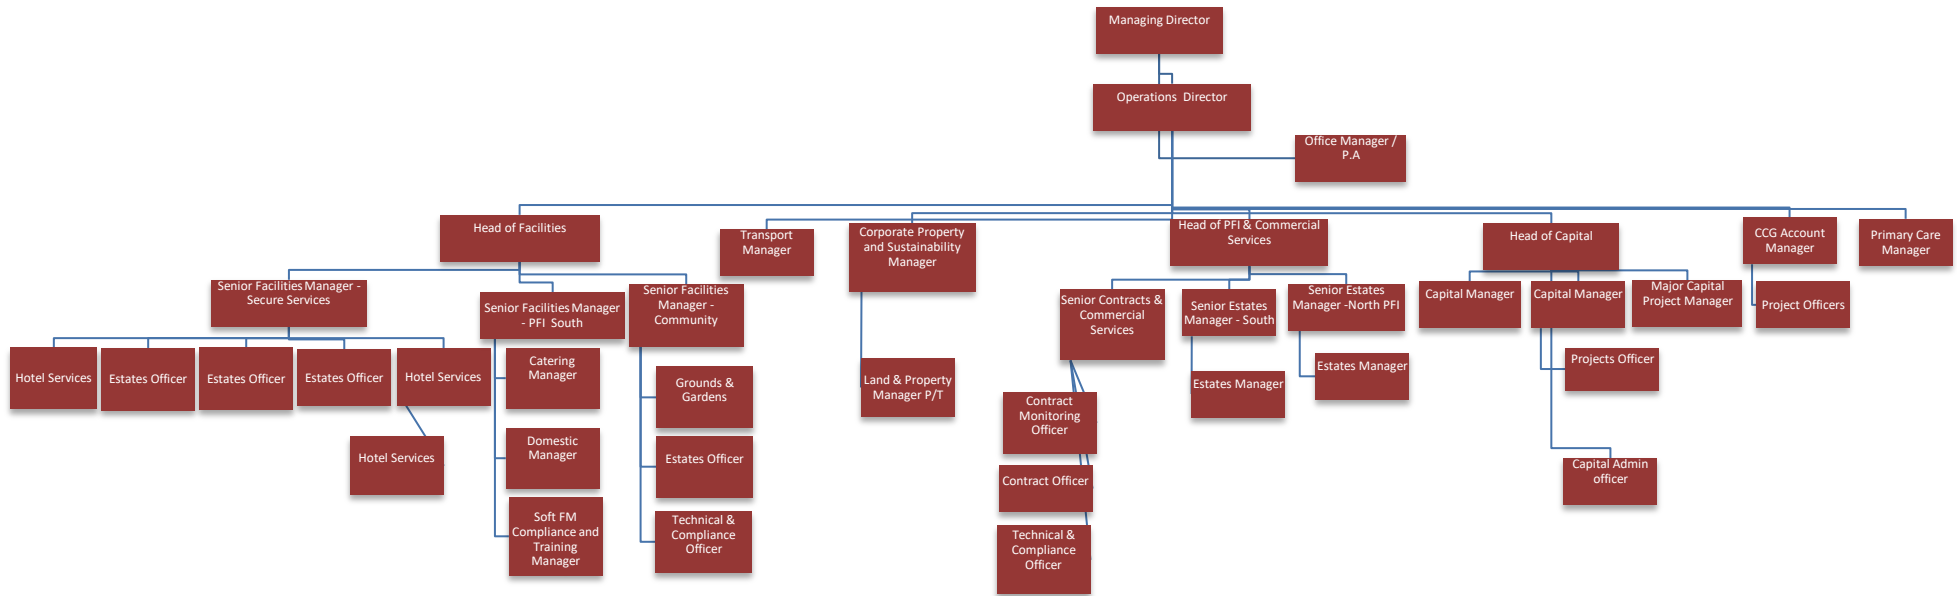 Managing Director
Operations Director
Office Manager /
P.A
Head of Facilities
Transport
Manager
Corporate Property
and Sustainability
Manager
Head of PFI & Commercial
Services
Head of Capital
CCG Account
Manager
Primary Care
Manager
Senior Facilities Manager -
Secure Services
Senior Facilities Manager
- PFI South
Senior Facilities
Manager -
Community
Senior Contracts &
Commercial
Services
Senior Estates
Manager - South
Senior Estates
Manager -North PFI
Capital Manager
Capital Manager
Major Capital
Project Manager
Project Officers
Hotel Services
Estates Officer
Estates Officer
Estates Officer
Hotel Services
Catering
Manager
Grounds &
Gardens
Land & Property
Manager P/T
Contract
Monitoring
Officer
Estates Manager
Estates Manager
Projects Officer
Hotel Services
Domestic
Manager
Estates Officer
Contract Officer
Capital Admin
officer
Soft FM
Compliance and
Training
Manager
Technical &
Compliance
Officer
Technical &
Compliance
Officer